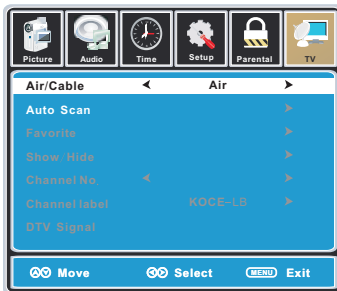 Picture Audio Time Setup Parental TV
Air/Cable Air
Auto Scan
Favorite
Show/Hide
Channel No.
Channel label KOCE-LB
DTV Signal
Move Select MENU Exit